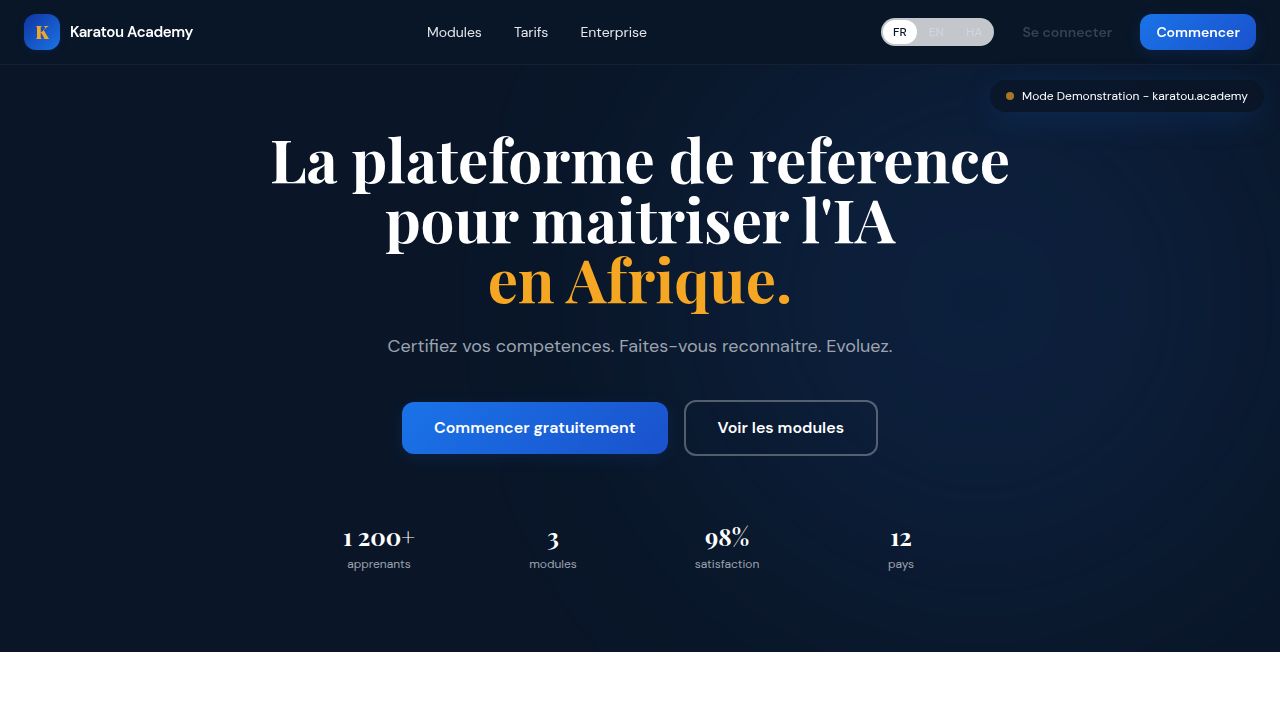 K
Karatou Academy
Modules
Tarifs
Enterprise
FR
EN
HA
Se connecter
Commencer
Mode Demonstration - karatou.academy
La plateforme de reference
pour maitriser l'IA
en Afrique.
Certifiez vos competences. Faites-vous reconnaitre. Evoluez.
Commencer gratuitement
Voir les modules
1 200+
apprenants
3
modules
98%
satisfaction
12
pays